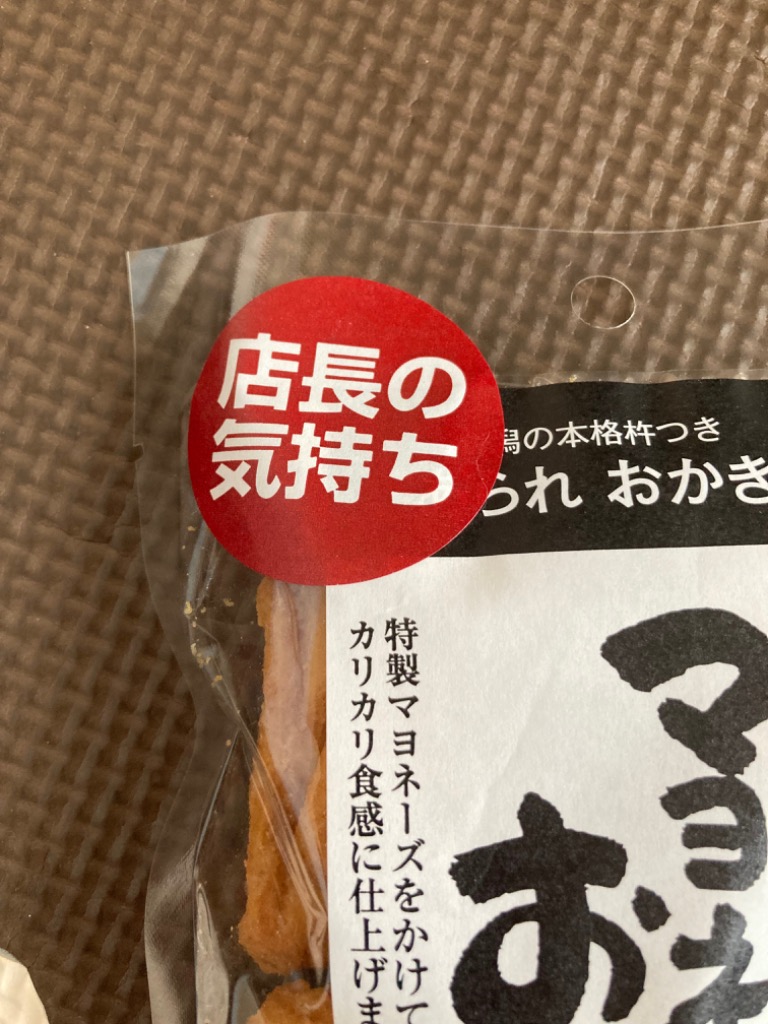 店長の
気持ち
潟の本格杵つき
られ おかき
マヨネ
お
特製マヨネーズをかけて
カリカリ食感に仕上げま